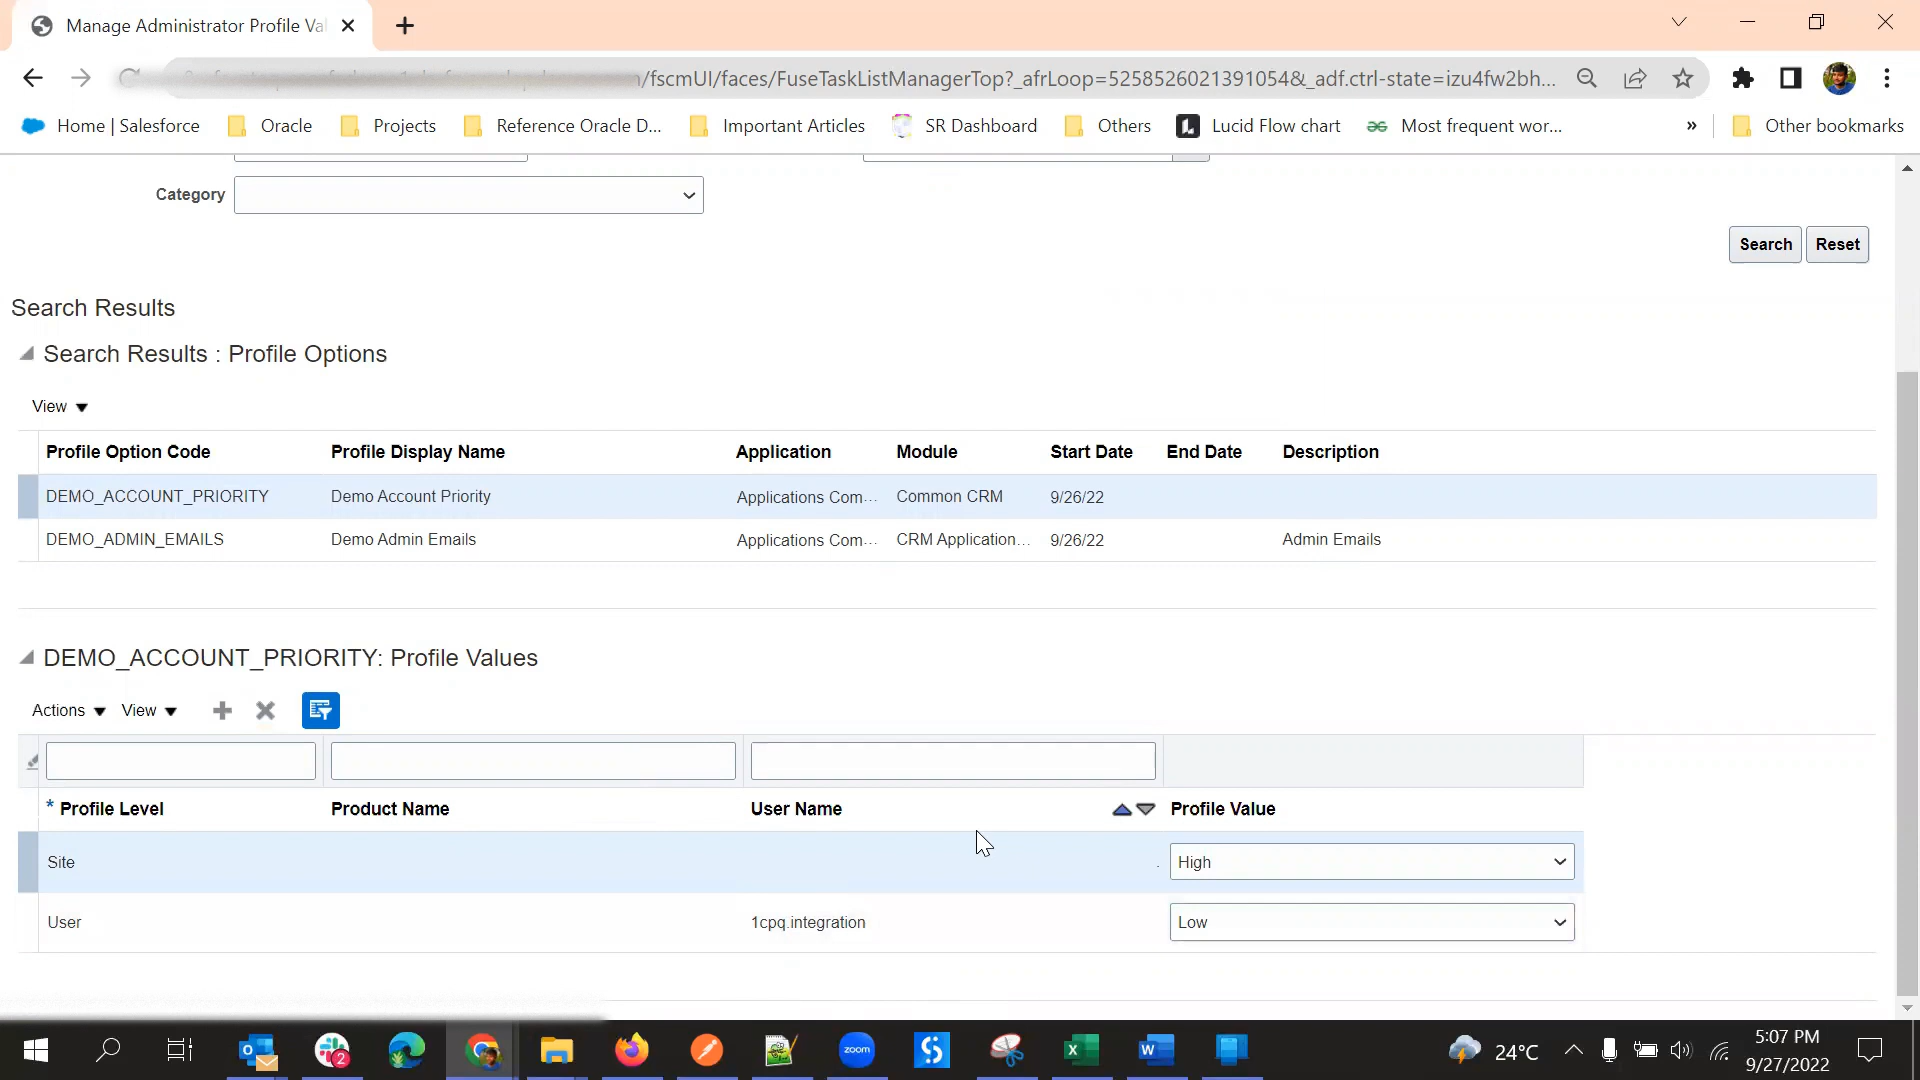 Manage Administrator Profile Va
/fscmUI/faces/FuseTaskListManagerTop?_afrLoop=5258526021391054&_adf.ctrl-state=izu4fw2bh...
Home | Salesforce Oracle Projects Reference Oracle D... Important Articles SR Dashboard Others Lucid Flow chart Most frequent wor... » Other bookmarks
Category
Search Reset
Search Results
Search Results : Profile Options
View
Profile Option Code Profile Display Name Application Module Start Date End Date Description
DEMO_ACCOUNT_PRIORITY Demo Account Priority Applications Com... Common CRM 9/26/22
DEMO_ADMIN_EMAILS Demo Admin Emails Applications Com... CRM Application... 9/26/22 Admin Emails
DEMO_ACCOUNT_PRIORITY: Profile Values
Actions View
* Profile Level Product Name User Name Profile Value
Site High
User 1cpq.integration Low
24°C
5:07 PM
9/27/2022
2
zoom